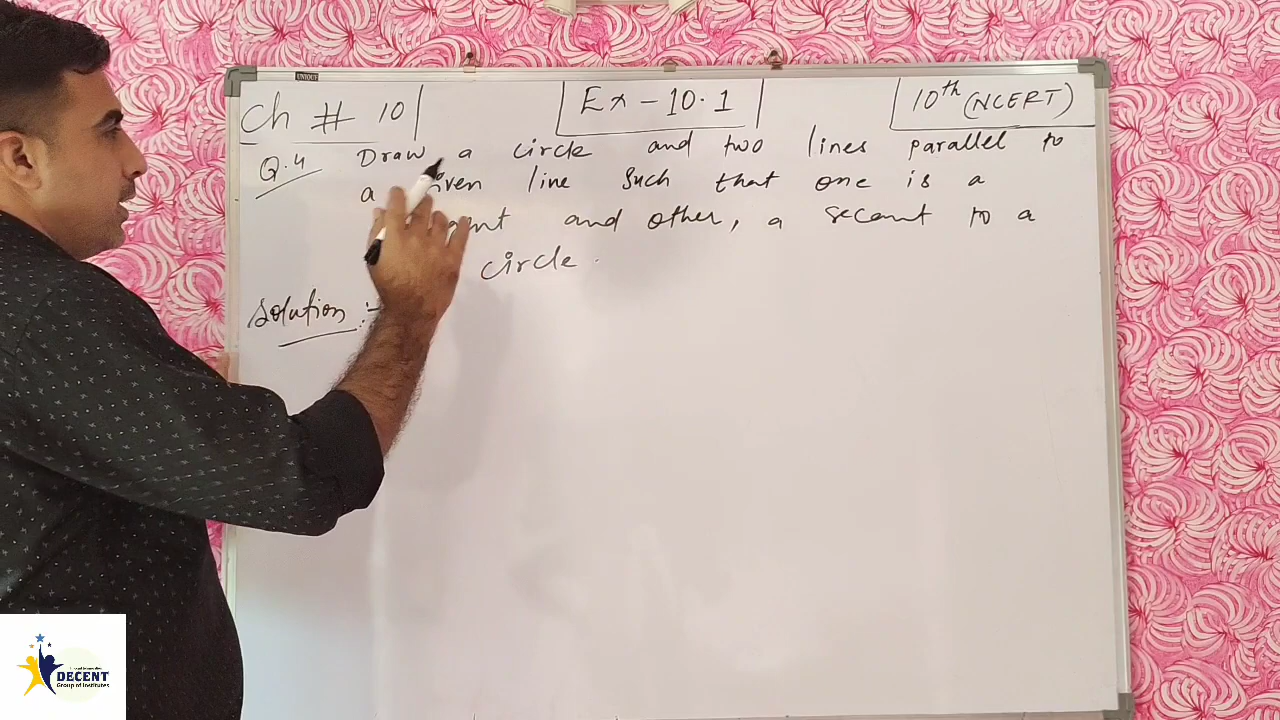 UNIQUE
Ch # 10
Ex - 10.1
10th (NCERT)
Q.4 Draw a circle and two lines parallel to
a line such that one is a
and other, a secant to a
circle.
Solution :-
DECENT
Group of Institutes